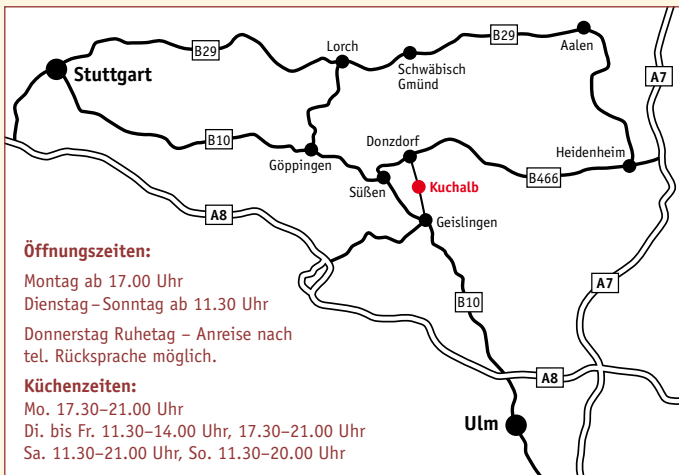 B29
Lorch
B29
Aalen
Schwäbisch
Gmünd
Stuttgart
A7
B10
Göppingen
Donzdorf
Heidenheim
B466
Süßen
Kuchalb
A8
Geislingen
Öffnungszeiten:
Montag ab 17.00 Uhr
Dienstag – Sonntag ab 11.30 Uhr
Donnerstag Ruhetag – Anreise nach
tel. Rücksprache möglich.
A7
B10
A8
Küchenzeiten:
Mo. 17.30–21.00 Uhr
Di. bis Fr. 11.30–14.00 Uhr, 17.30–21.00 Uhr
Sa. 11.30–21.00 Uhr, So. 11.30–20.00 Uhr
Ulm